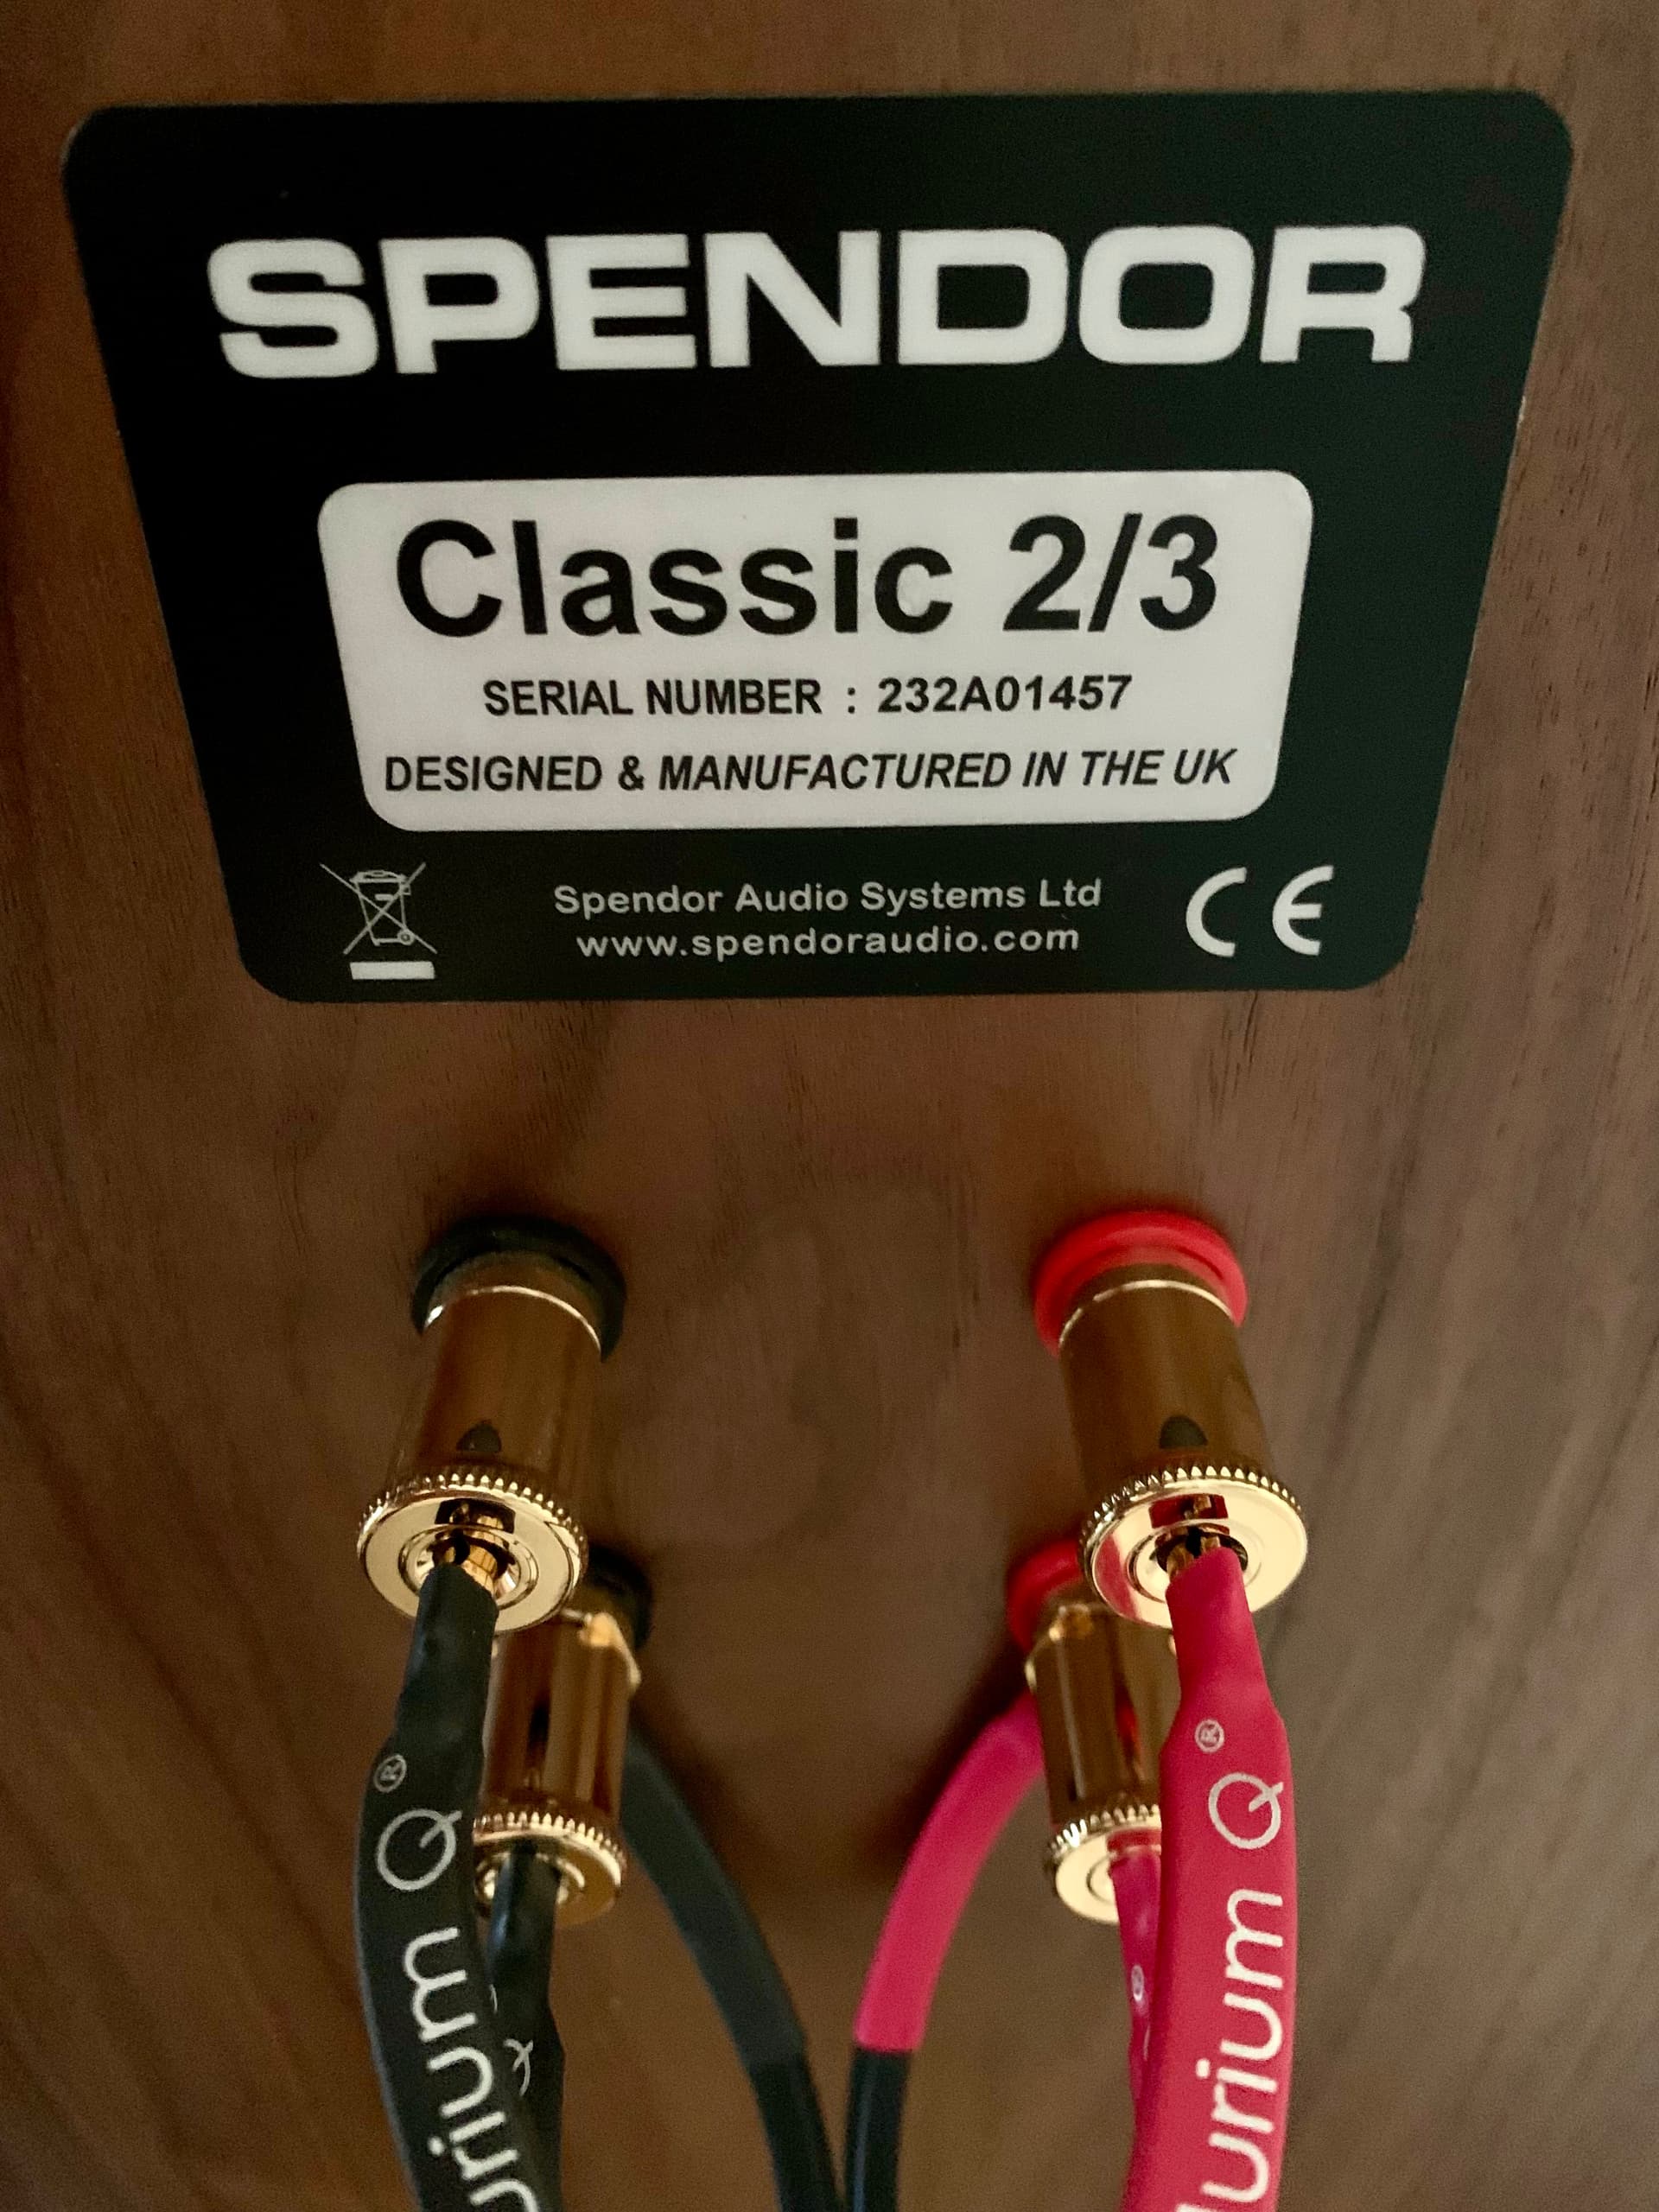 SPENDOR
Classic 2/3
SERIAL NUMBER : 232A01457
DESIGNED & MANUFACTURED IN THE UK
Spendor Audio Systems Ltd
www.spendoraudio.com
CE
urium Q®
lurium Q®
Q
®